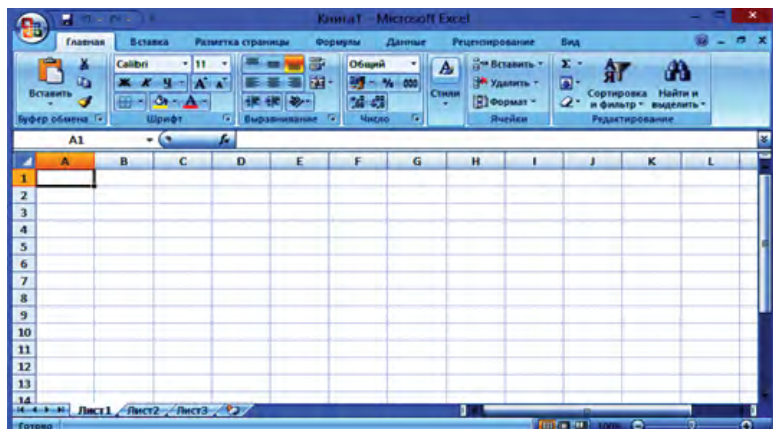 Книга1 - Microsoft Excel
Главная Вставка Разметка страницы Формулы Данные Рецензирование Вид
Вставить
Calibri 11
Ж К Ч
Общий
% 000
Стили
Вставить
Удалить
Формат
Σ
Сортировка и фильтр
Найти и выделить
Буфер обмена Шрифт Выравнивание Число Ячейки Редактирование
A1 fx
A B C D E F G H I J K L
1
2
3
4
5
6
7
8
9
10
11
12
13
14
Лист1 Лист2 Лист3
Готово 100%